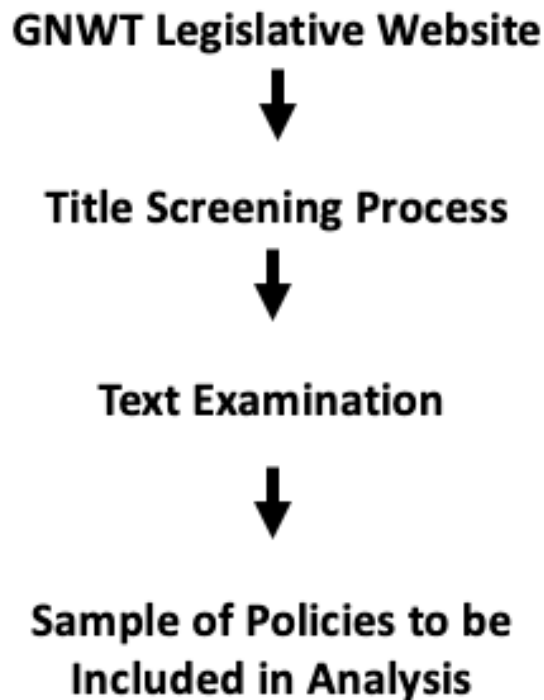 GNWT Legislative Website
Title Screening Process
Text Examination
Sample of Policies to be
Included in Analysis